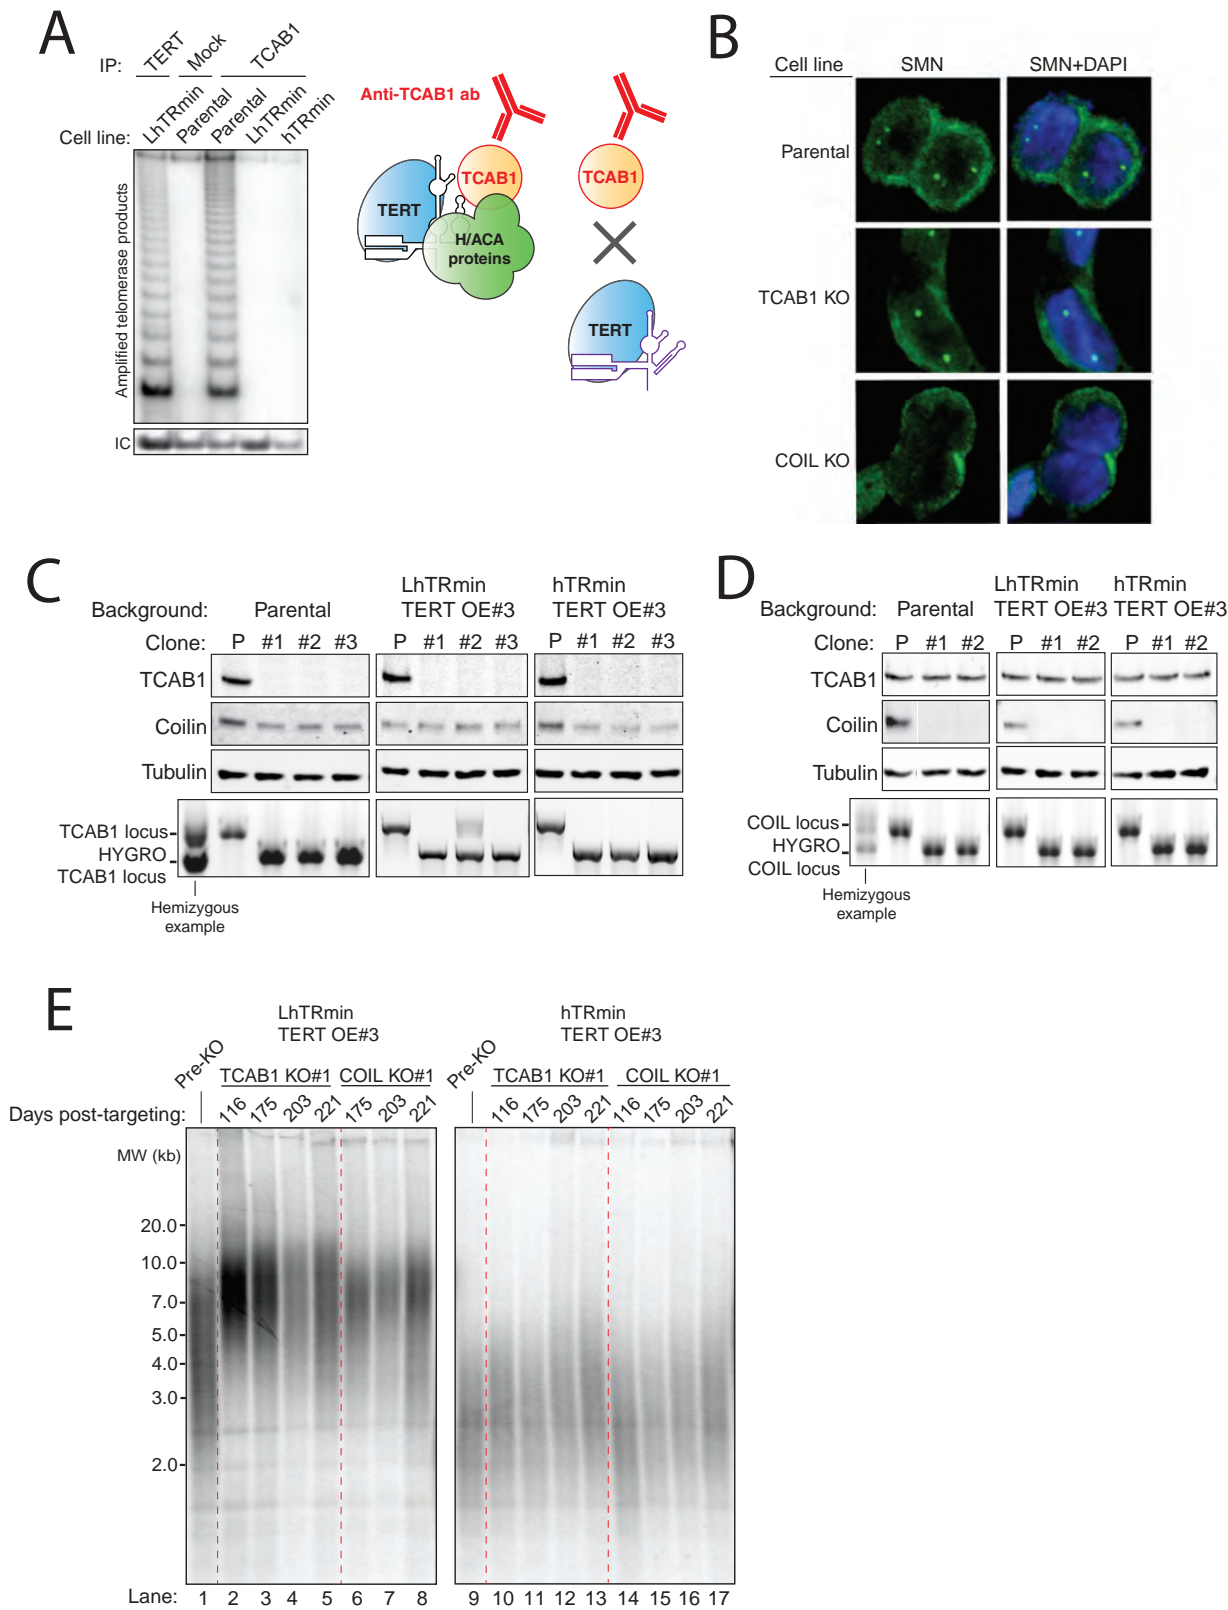 A
IP: TERT Mock TCAB1
Cell line: LhTRmin Parental Parental LhTRmin hTRmin
Amplified telomerase products
IC
Anti-TCAB1 ab
TCAB1
TERT
H/ACA
proteins
TCAB1
TERT
B
Cell line SMN SMN+DAPI
Parental
TCAB1 KO
COIL KO
C
LhTRmin hTRmin
Background: Parental TERT OE#3 TERT OE#3
Clone: P #1 #2 #3 P #1 #2 #3 P #1 #2 #3
TCAB1
Coilin
Tubulin
TCAB1 locus
HYGRO
TCAB1 locus
Hemizygous
example
D
LhTRmin hTRmin
Background: Parental TERT OE#3 TERT OE#3
Clone: P #1 #2 P #1 #2 P #1 #2
TCAB1
Coilin
Tubulin
COIL locus
HYGRO
COIL locus
Hemizygous
example
E
LhTRmin hTRmin
TERT OE#3 TERT OE#3
Pre-KO TCAB1 KO#1 COIL KO#1 Pre-KO TCAB1 KO#1 COIL KO#1
Days post-targeting: 116 175 203 221 175 203 221 116 175 203 221 116 175 203 221
MW (kb)
20.0
10.0
7.0
5.0
4.0
3.0
2.0
Lane: 1 2 3 4 5 6 7 8 9 10 11 12 13 14 15 16 17